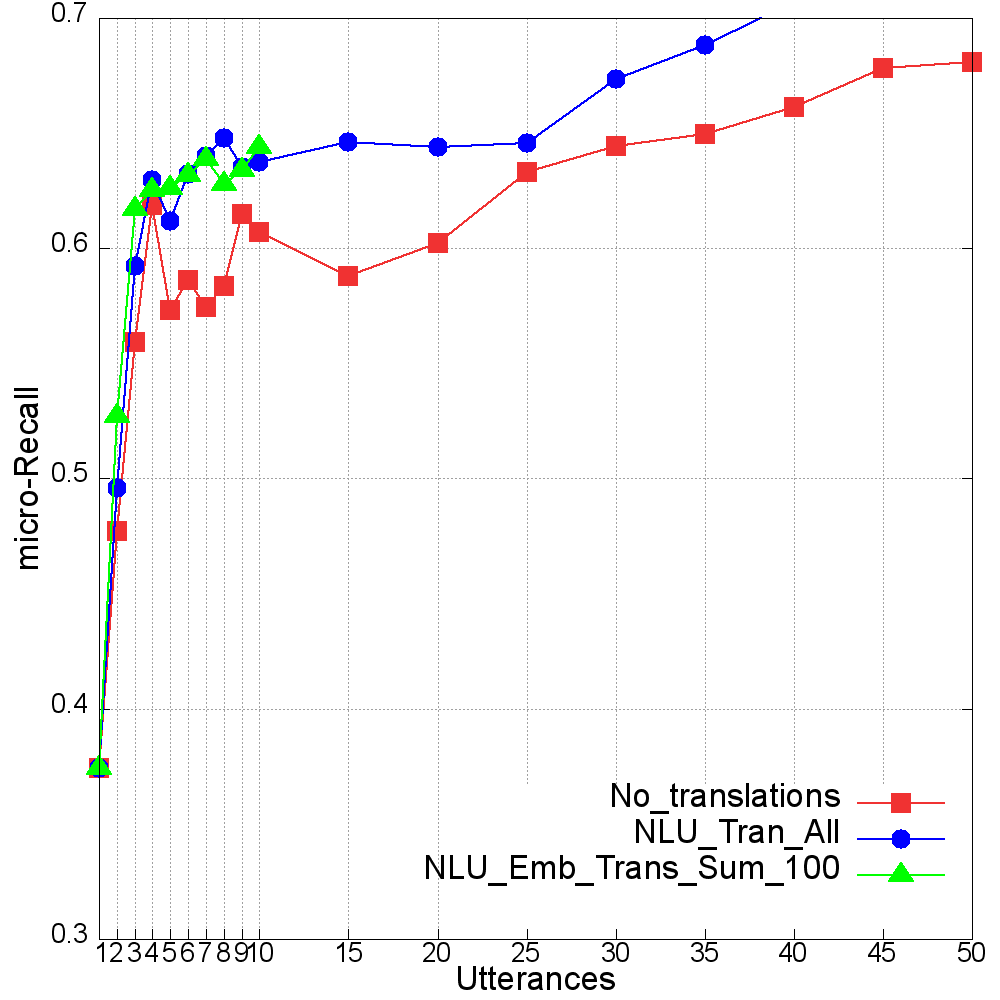 0.7
0.6
0.5
0.4
0.3
micro-Recall
No_translations
NLU_Tran_All
NLU_Emb_Trans_Sum_100
1 2 3 4 5 6 7 8 9 10 15 20 25 30 35 40 45 50
Utterances